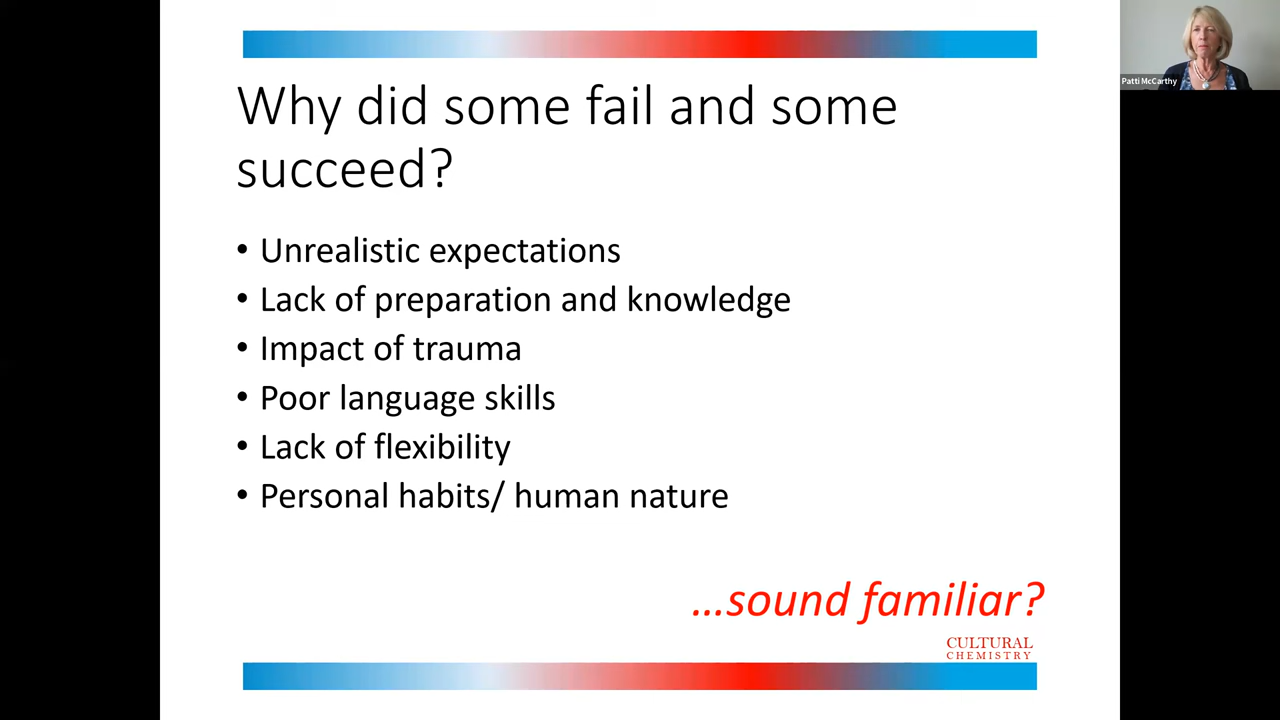 Why did some fail and some
succeed?
• Unrealistic expectations
• Lack of preparation and knowledge
• Impact of trauma
• Poor language skills
• Lack of flexibility
• Personal habits/ human nature
...sound familiar?
CULTURAL
CHEMISTRY
Patti McCarthy